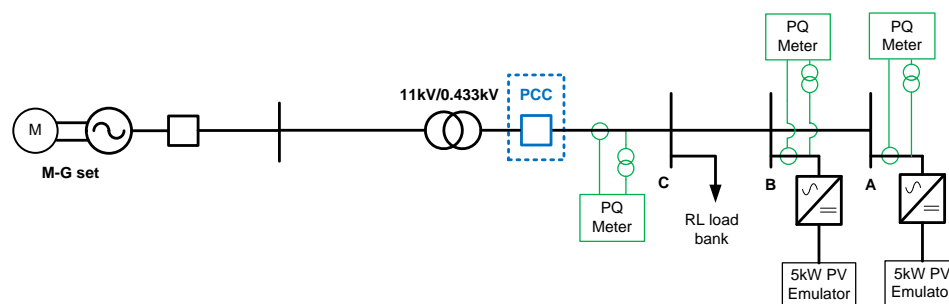 PQ
Meter
PQ
Meter
11kV/0.433kV
PCC
M
M-G set
C
B
A
PQ
Meter
RL load
bank
5kW PV
Emulator
5kW PV
Emulator